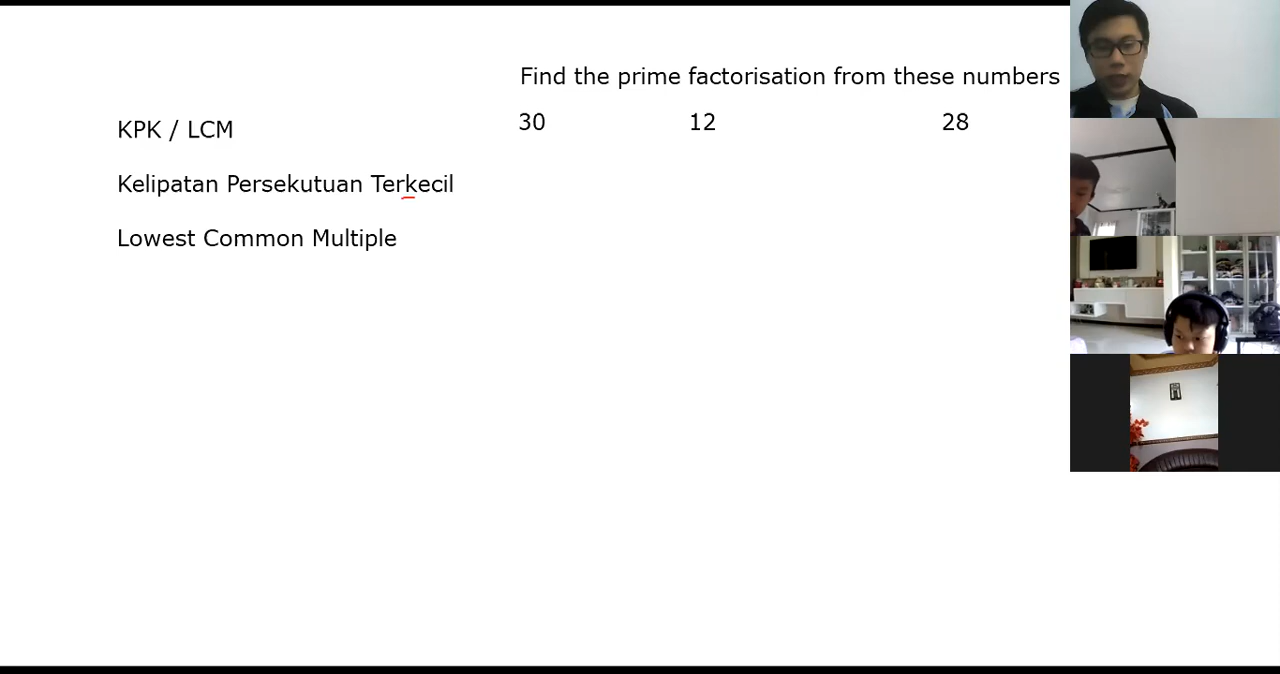 Find the prime factorisation from these numbers
30 12 28
KPK / LCM
Kelipatan Persekutuan Terkecil
Lowest Common Multiple